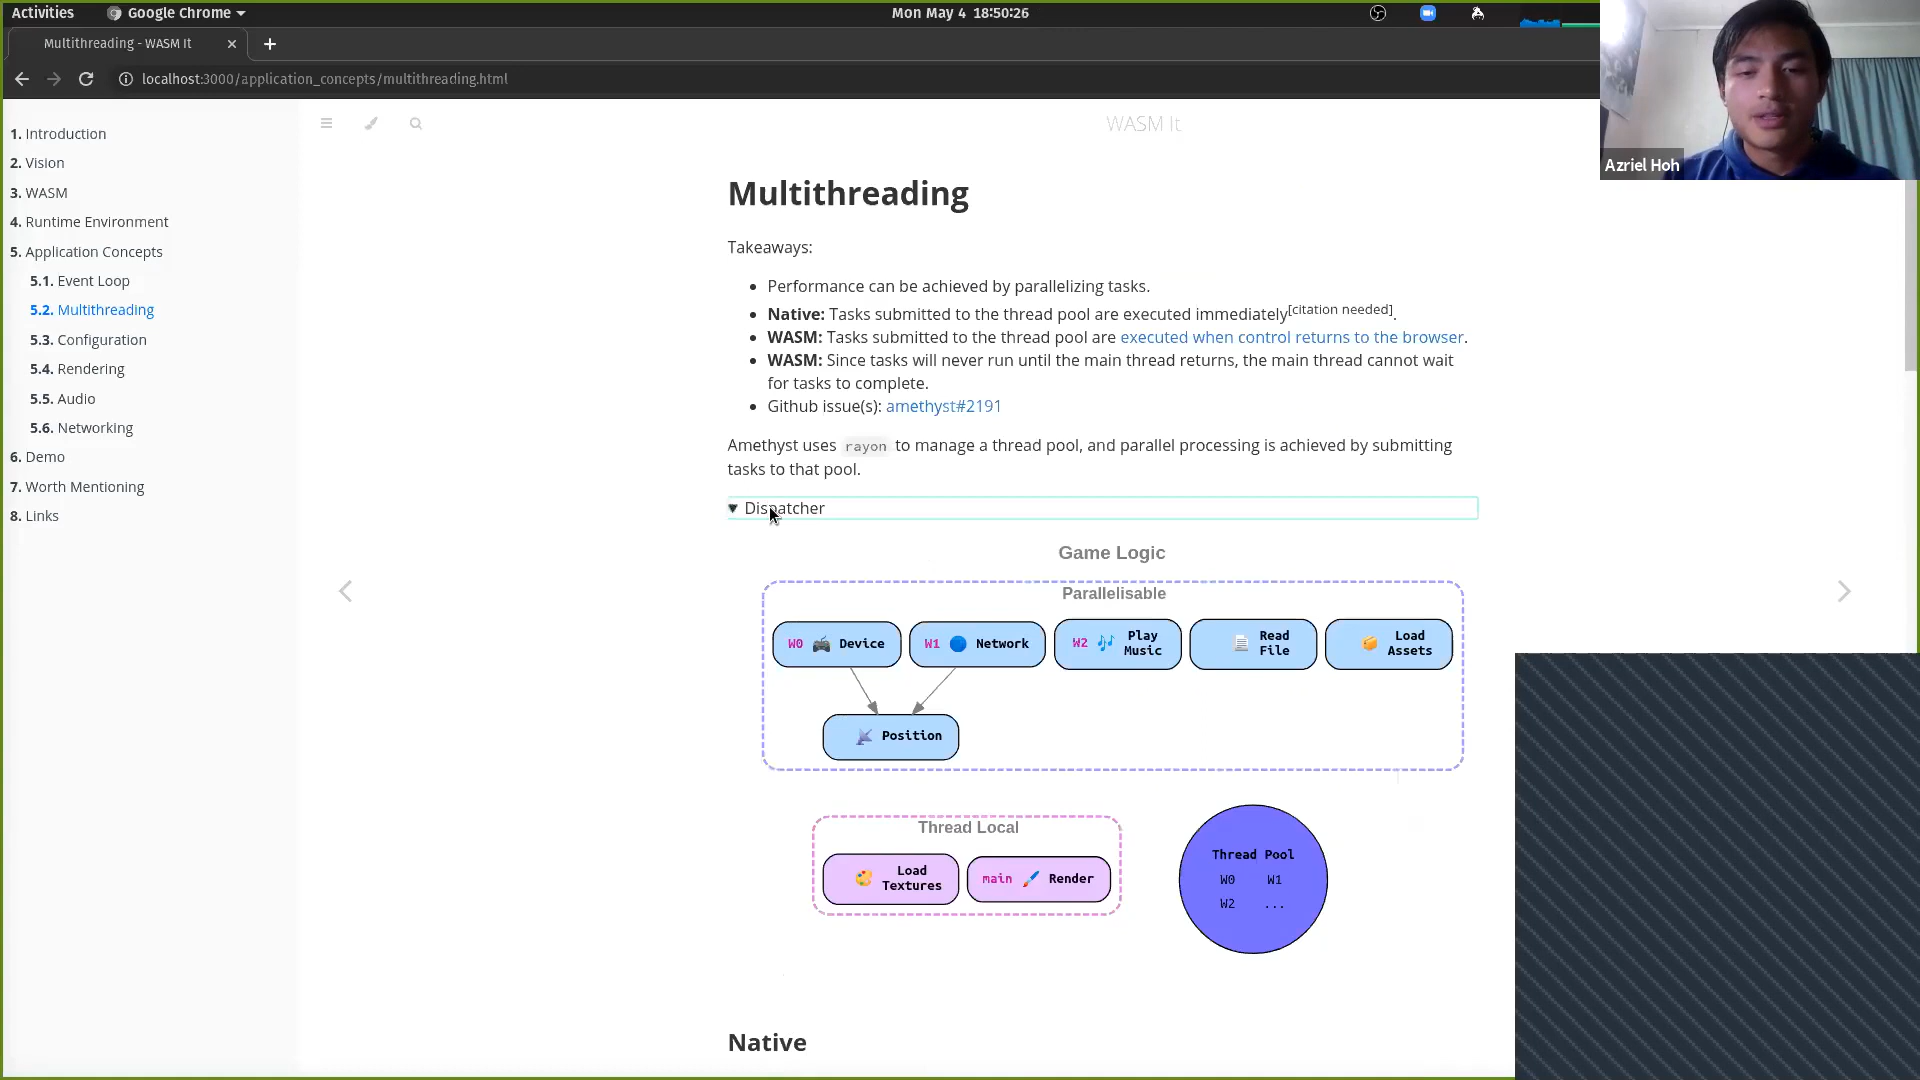 Activities
Google Chrome
Mon May 4 18:50:26
Multithreading - WASM It
localhost:3000/application_concepts/multithreading.html
Azriel Hoh
1. Introduction
2. Vision
3. WASM
4. Runtime Environment
5. Application Concepts
5.1. Event Loop
5.2. Multithreading
5.3. Configuration
5.4. Rendering
5.5. Audio
5.6. Networking
6. Demo
7. Worth Mentioning
8. Links
WASM It
Multithreading
Takeaways:
• Performance can be achieved by parallelizing tasks.
• Native: Tasks submitted to the thread pool are executed immediately[citation needed].
• WASM: Tasks submitted to the thread pool are executed when control returns to the browser.
• WASM: Since tasks will never run until the main thread returns, the main thread cannot wait
for tasks to complete.
• Github issue(s): amethyst#2191
Amethyst uses rayon to manage a thread pool, and parallel processing is achieved by submitting
tasks to that pool.
Dispatcher
Game Logic
Parallelisable
W0 Device
W1 Network
W2 Play
Music
Read
File
Load
Assets
Position
Thread Local
Load
Textures
main Render
Thread Pool
W0 W1
W2 ...
Native